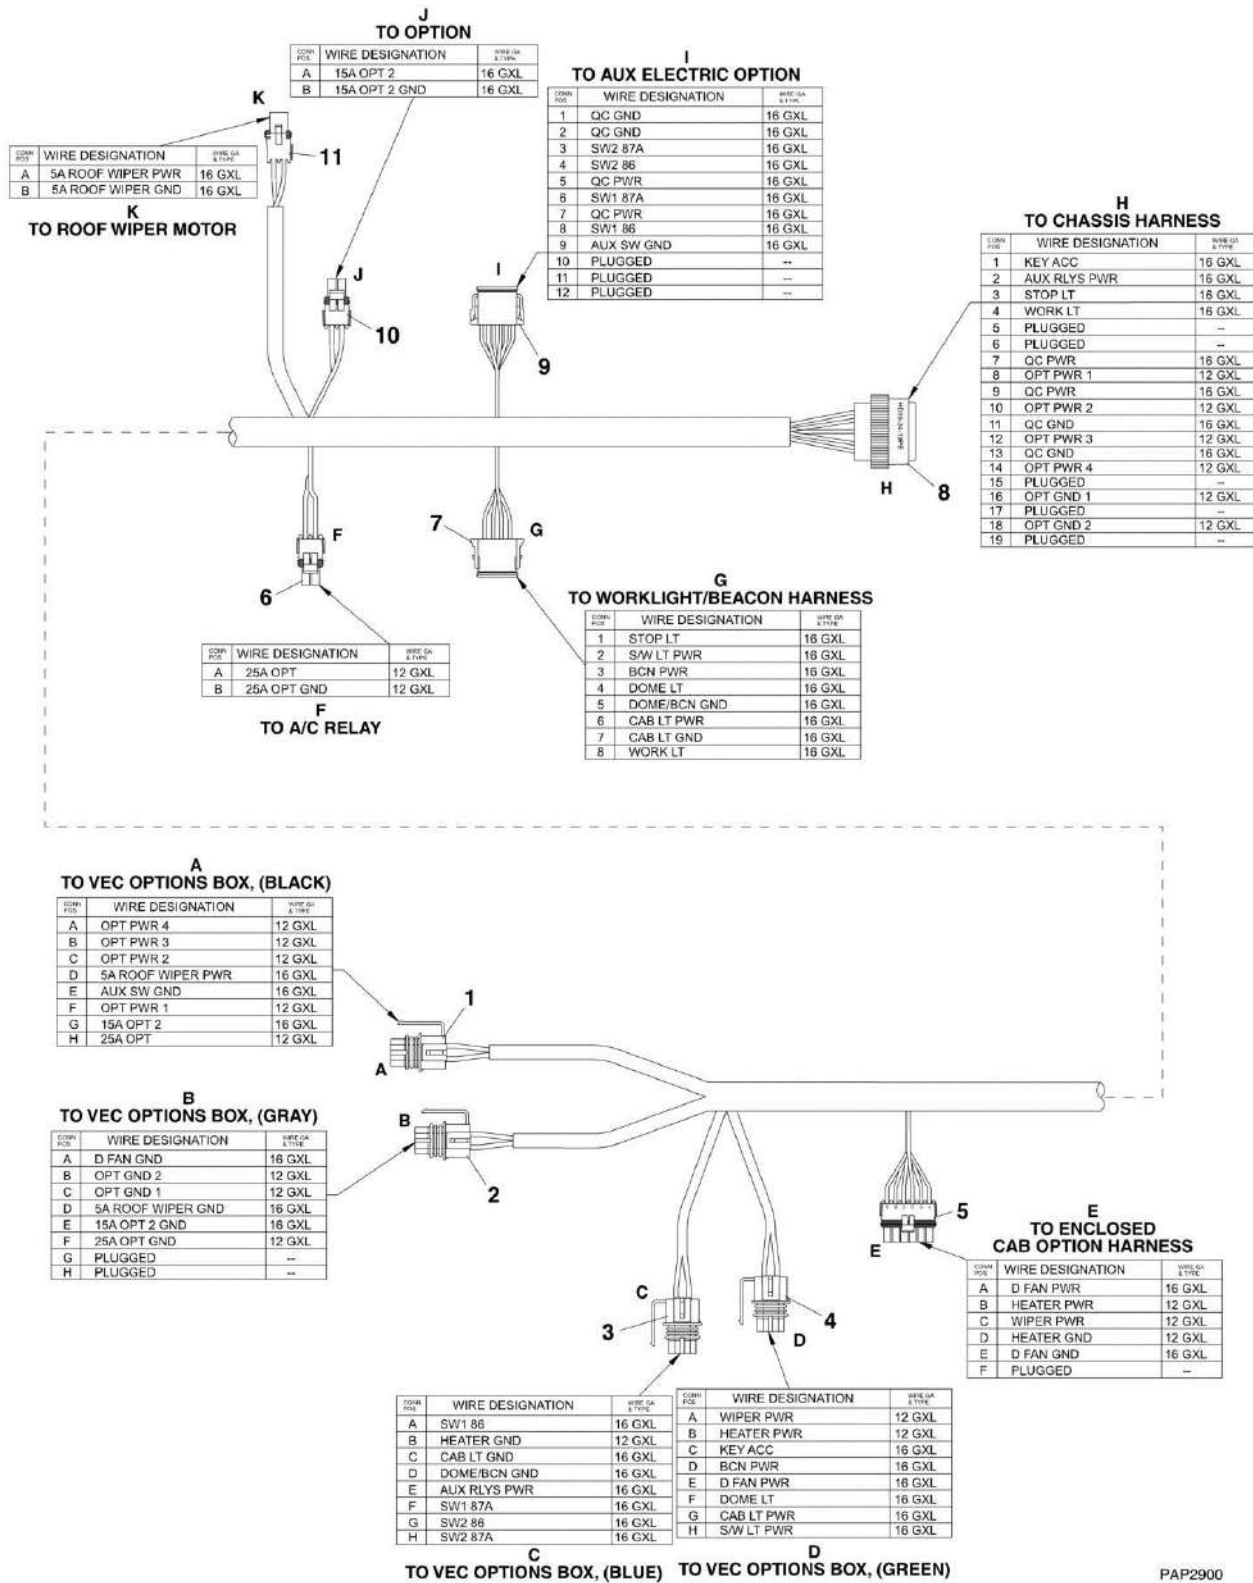 J
TO OPTION
CONN POS WIRE DESIGNATION WIRE GA & TYPE
A 15A OPT 2 16 GXL
B 15A OPT 2 GND 16 GXL
I
TO AUX ELECTRIC OPTION
CONN POS WIRE DESIGNATION WIRE GA & TYPE
1 QC GND 16 GXL
2 QC GND 16 GXL
3 SW2 87A 16 GXL
4 SW2 86 16 GXL
5 QC PWR 16 GXL
6 SW1 87A 16 GXL
7 QC PWR 16 GXL
8 SW1 86 16 GXL
9 AUX SW GND 16 GXL
10 PLUGGED --
11 PLUGGED --
12 PLUGGED --
K
11
CONN POS WIRE DESIGNATION WIRE GA & TYPE
A 5A ROOF WIPER PWR 16 GXL
B 5A ROOF WIPER GND 16 GXL
K
TO ROOF WIPER MOTOR
H
TO CHASSIS HARNESS
CONN POS WIRE DESIGNATION WIRE GA & TYPE
1 KEY ACC 16 GXL
2 AUX RLYS PWR 16 GXL
3 STOP LT 16 GXL
4 WORK LT 16 GXL
5 PLUGGED --
6 PLUGGED --
7 QC PWR 16 GXL
8 OPT PWR 1 12 GXL
9 QC PWR 16 GXL
10 OPT PWR 2 12 GXL
11 QC GND 16 GXL
12 OPT PWR 3 12 GXL
13 QC GND 16 GXL
14 OPT PWR 4 12 GXL
15 PLUGGED --
16 OPT GND 1 12 GXL
17 PLUGGED --
18 OPT GND 2 12 GXL
19 PLUGGED --
J
10
I
9
H
8
F
6
7
G
CONN POS WIRE DESIGNATION WIRE GA & TYPE
A 25A OPT 12 GXL
B 25A OPT GND 12 GXL
F
TO A/C RELAY
G
TO WORKLIGHT/BEACON HARNESS
CONN POS WIRE DESIGNATION WIRE GA & TYPE
1 STOP LT 16 GXL
2 S/W LT PWR 16 GXL
3 BCN PWR 16 GXL
4 DOME LT 16 GXL
5 DOME/BCN GND 16 GXL
6 CAB LT PWR 16 GXL
7 CAB LT GND 16 GXL
8 WORK LT 16 GXL
A
TO VEC OPTIONS BOX, (BLACK)
CONN POS WIRE DESIGNATION WIRE GA & TYPE
A OPT PWR 4 12 GXL
B OPT PWR 3 12 GXL
C OPT PWR 2 12 GXL
D 5A ROOF WIPER PWR 16 GXL
E AUX SW GND 16 GXL
F OPT PWR 1 12 GXL
G 15A OPT 2 16 GXL
H 25A OPT 12 GXL
1
A
B
TO VEC OPTIONS BOX, (GRAY)
CONN POS WIRE DESIGNATION WIRE GA & TYPE
A D FAN GND 16 GXL
B OPT GND 2 12 GXL
C OPT GND 1 12 GXL
D 5A ROOF WIPER GND 16 GXL
E 15A OPT 2 GND 16 GXL
F 25A OPT GND 12 GXL
G PLUGGED --
H PLUGGED --
B
2
C
3
4
D
5
E
E
TO ENCLOSED
CAB OPTION HARNESS
CONN POS WIRE DESIGNATION WIRE GA & TYPE
A D FAN PWR 16 GXL
B HEATER PWR 12 GXL
C WIPER PWR 12 GXL
D HEATER GND 12 GXL
E D FAN GND 16 GXL
F PLUGGED --
CONN POS WIRE DESIGNATION WIRE GA & TYPE
A SW1 86 16 GXL
B HEATER GND 12 GXL
C CAB LT GND 16 GXL
D DOME/BCN GND 16 GXL
E AUX RLYS PWR 16 GXL
F SW1 87A 16 GXL
G SW2 86 16 GXL
H SW2 87A 16 GXL
C
TO VEC OPTIONS BOX, (BLUE)
CONN POS WIRE DESIGNATION WIRE GA & TYPE
A WIPER PWR 12 GXL
B HEATER PWR 12 GXL
C KEY ACC 16 GXL
D BCN PWR 16 GXL
E D FAN PWR 16 GXL
F DOME LT 16 GXL
G CAB LT PWR 16 GXL
H S/W LT PWR 16 GXL
D
TO VEC OPTIONS BOX, (GREEN)
PAP2900